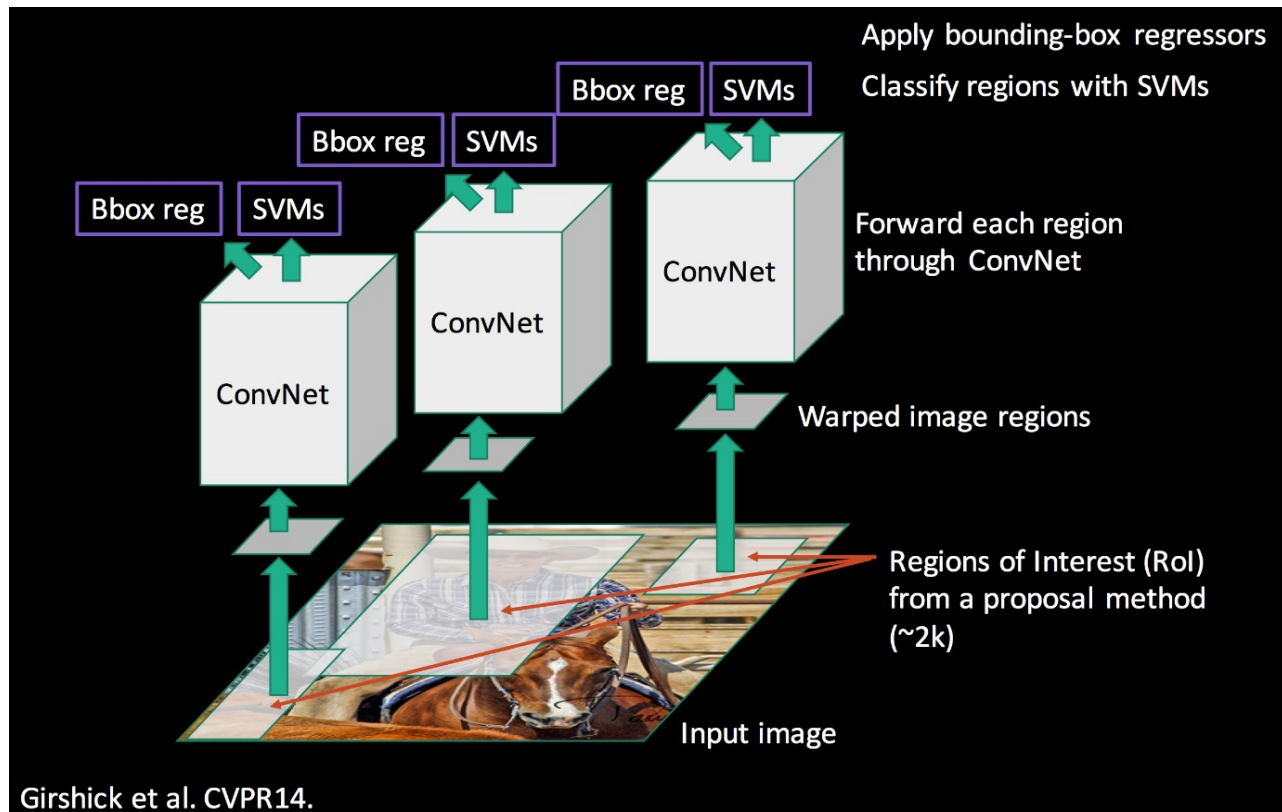 Apply bounding-box regressors
Bbox reg SVMs
Classify regions with SVMs
Bbox reg SVMs
Bbox reg SVMs
Forward each region
through ConvNet
ConvNet
ConvNet
ConvNet
Warped image regions
Regions of Interest (RoI)
from a proposal method
(~2k)
Input image
Girshick et al. CVPR14.